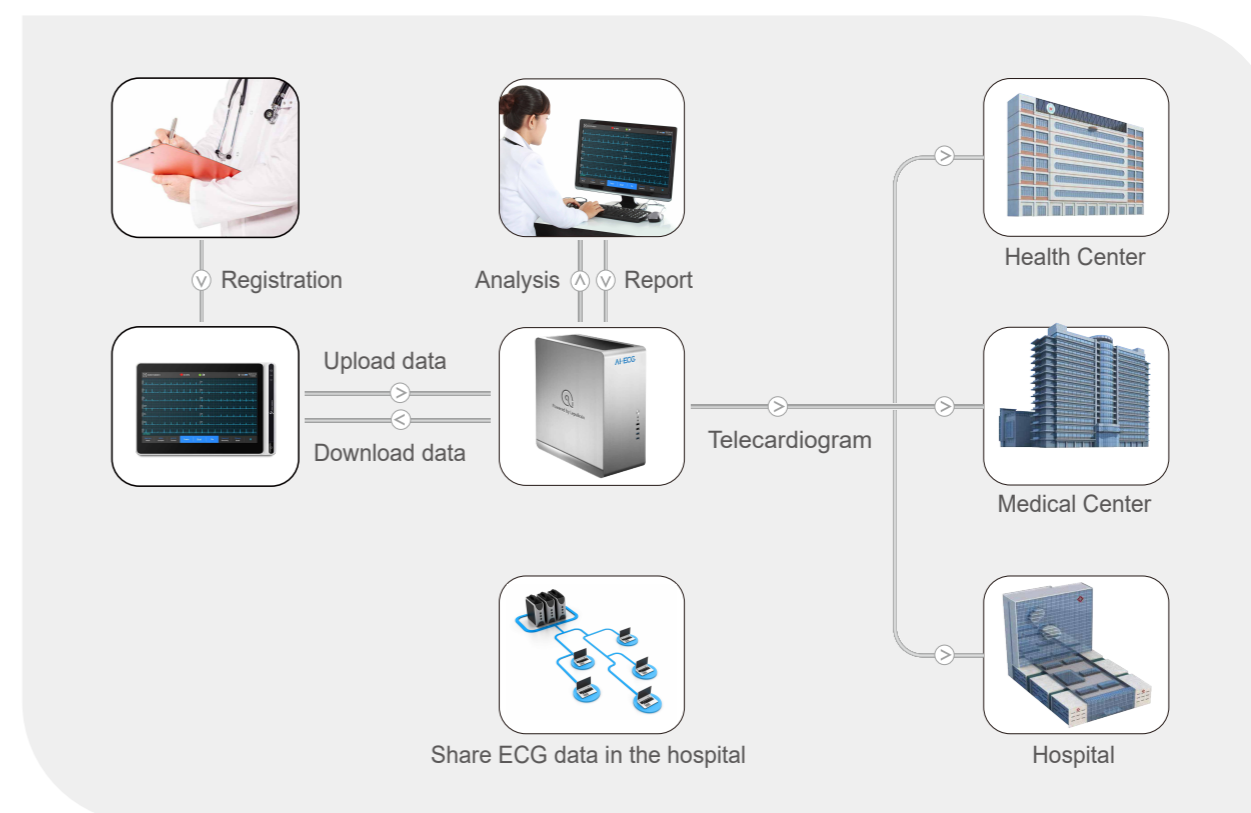 Registration
Analysis
Report
Health Center
Upload data
AI-ECG
Download data
Telecardiogram
Medical Center
Share ECG data in the hospital
Hospital